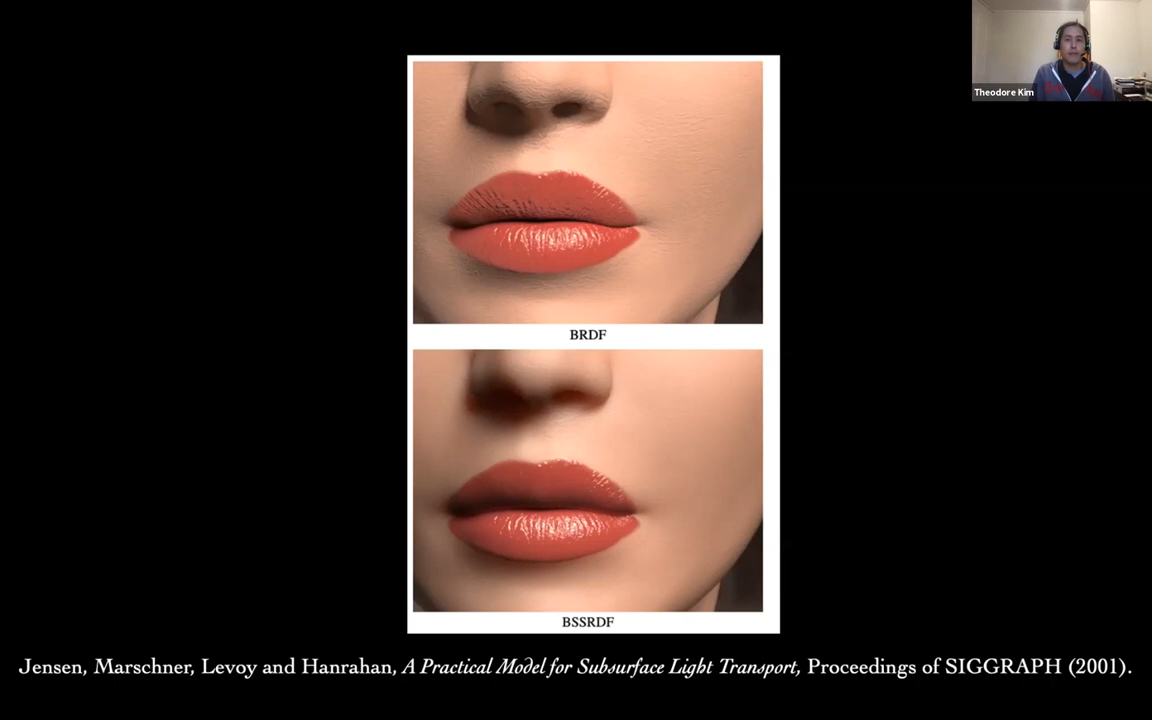 Theodore Kim
BRDF
BSSRDF
Jensen, Marschner, Levoy and Hanrahan, A Practical Model for Subsurface Light Transport, Proceedings of SIGGRAPH (2001).